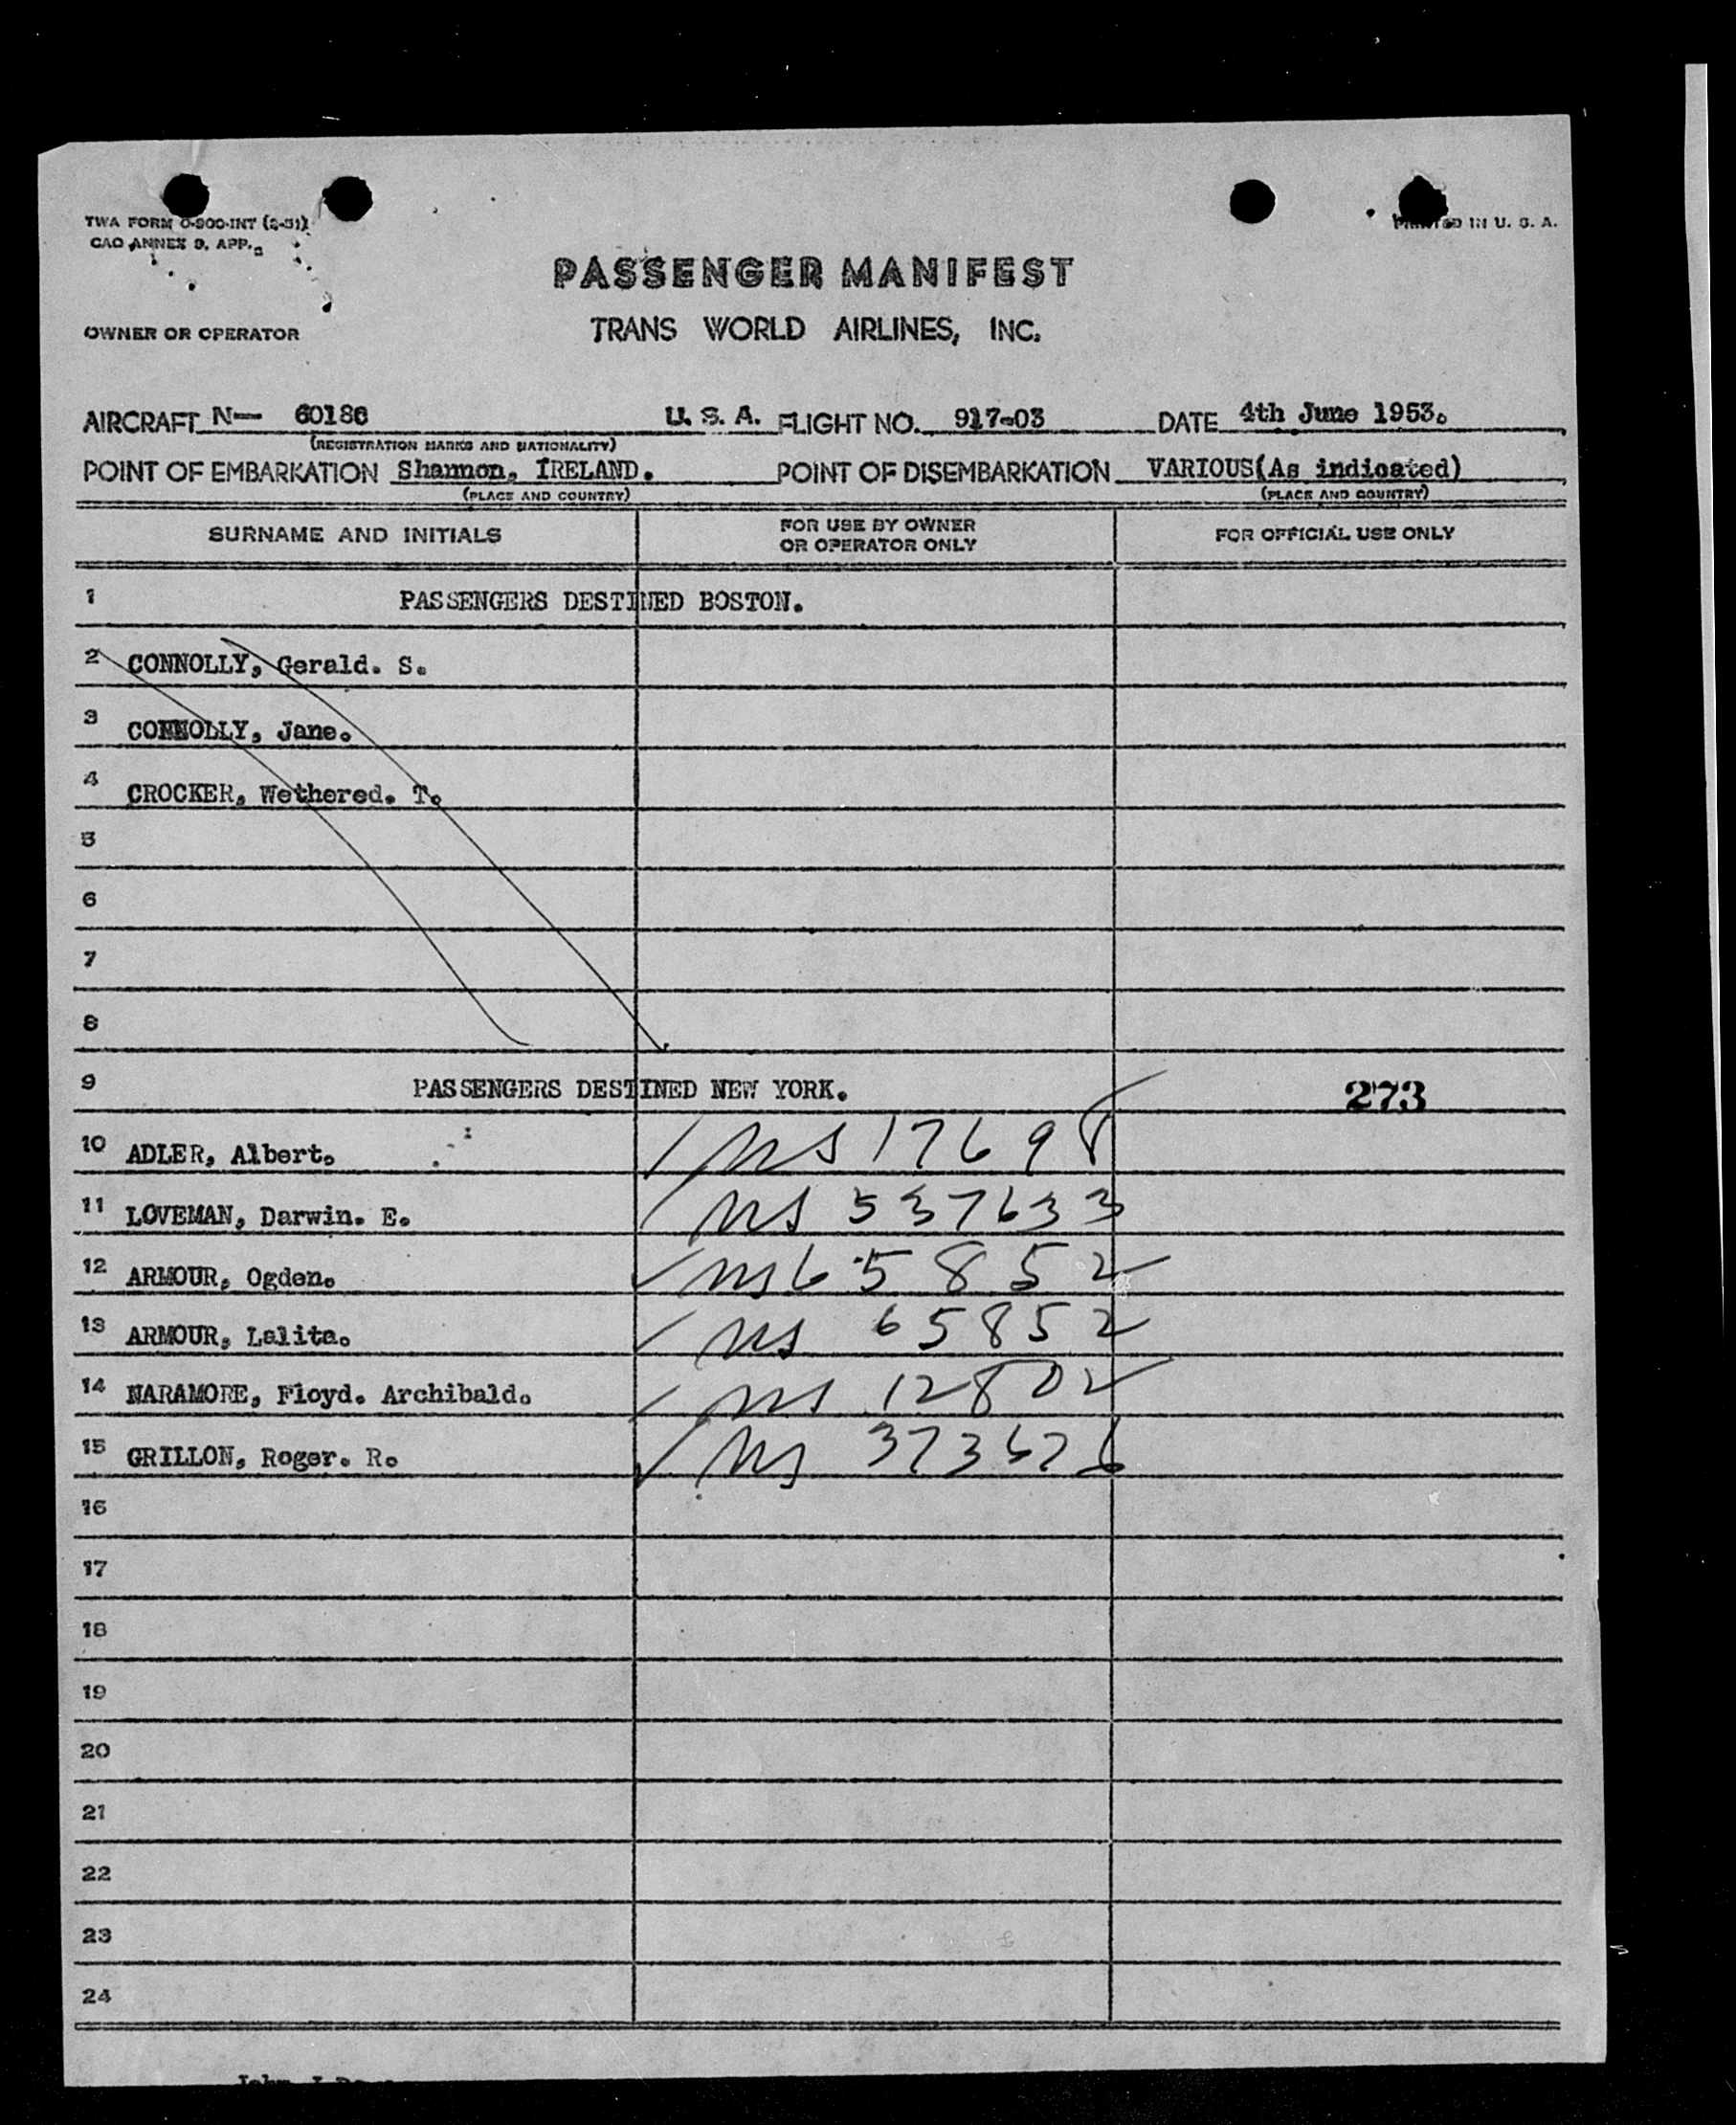 TWA FORM O-800-INT (2-51)
CAO ANNEX 9, APP.
IN U. S. A.
PASSENGER MANIFEST
OWNER OR OPERATOR TRANS WORLD AIRLINES, INC.
AIRCRAFT N- 60186 U. S. A. FLIGHT NO. 917-03 DATE 4th June 1953.
(REGISTRATION MARKS AND NATIONALITY)
POINT OF EMBARKATION Shannon, IRELAND. POINT OF DISEMBARKATION VARIOUS(As indicated)
(PLACE AND COUNTRY) (PLACE AND COUNTRY)
SURNAME AND INITIALS FOR USE BY OWNER OR OPERATOR ONLY FOR OFFICIAL USE ONLY
1 PASSENGERS DESTINED BOSTON.
2 CONNOLLY, Gerald. S.
3 CONNOLLY, Jane.
4 CROCKER, Wethered. T.
5
6
7
8
9 PASSENGERS DESTINED NEW YORK. 273
10 ADLER, Albert. 17698
11 LOVEMAN, Darwin. E. 537633
12 ARMOUR, Ogden. 65852
13 ARMOUR, Lalita. 65852
14 NARAMORE, Floyd. Archibald. 12802
15 GRILLON, Roger. R.
16
17
18
19
20
21
22
23
24